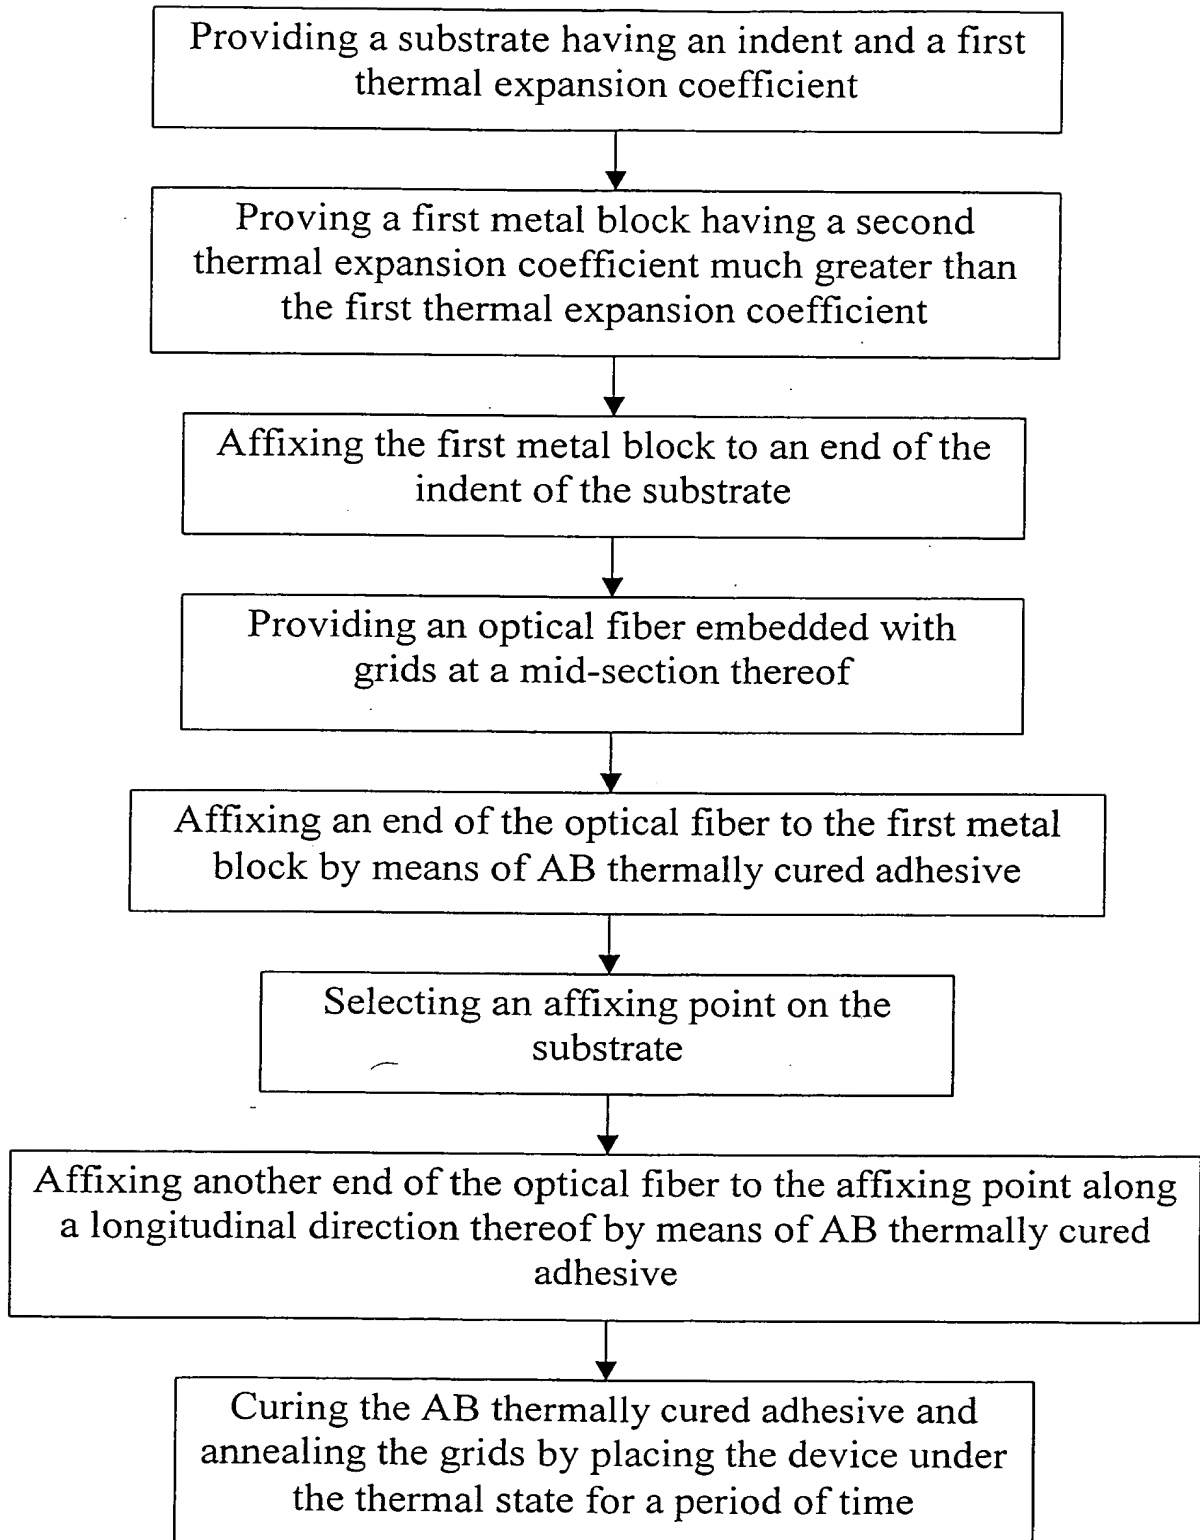 Providing a substrate having an indent and a first
thermal expansion coefficient
Proving a first metal block having a second
thermal expansion coefficient much greater than
the first thermal expansion coefficient
Affixing the first metal block to an end of the
indent of the substrate
Providing an optical fiber embedded with
grids at a mid-section thereof
Affixing an end of the optical fiber to the first metal
block by means of AB thermally cured adhesive
Selecting an affixing point on the
substrate
Affixing another end of the optical fiber to the affixing point along
a longitudinal direction thereof by means of AB thermally cured
adhesive
Curing the AB thermally cured adhesive and
annealing the grids by placing the device under
the thermal state for a period of time